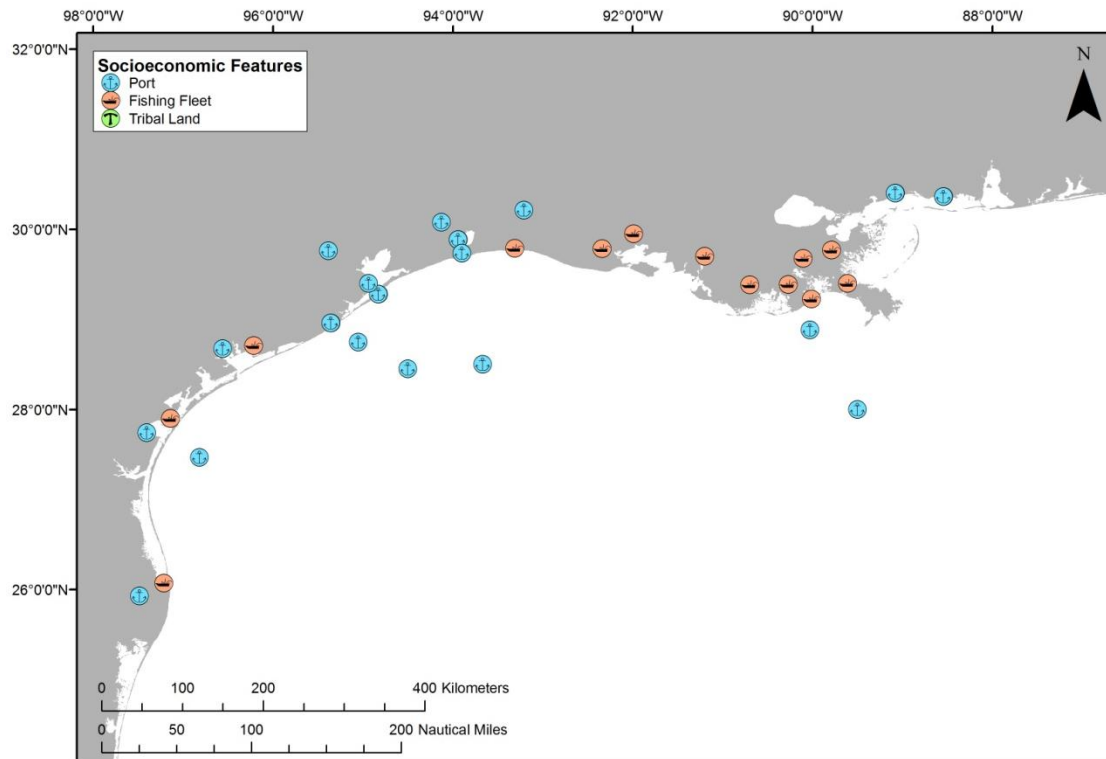 98°0'0"W 96°0'0"W 94°0'0"W 92°0'0"W 90°0'0"W 88°0'0"W
32°0'0"N
Socioeconomic Features
Port
Fishing Fleet
Tribal Land
N
30°0'0"N
28°0'0"N
26°0'0"N
0 100 200 400 Kilometers
0 50 100 200 Nautical Miles